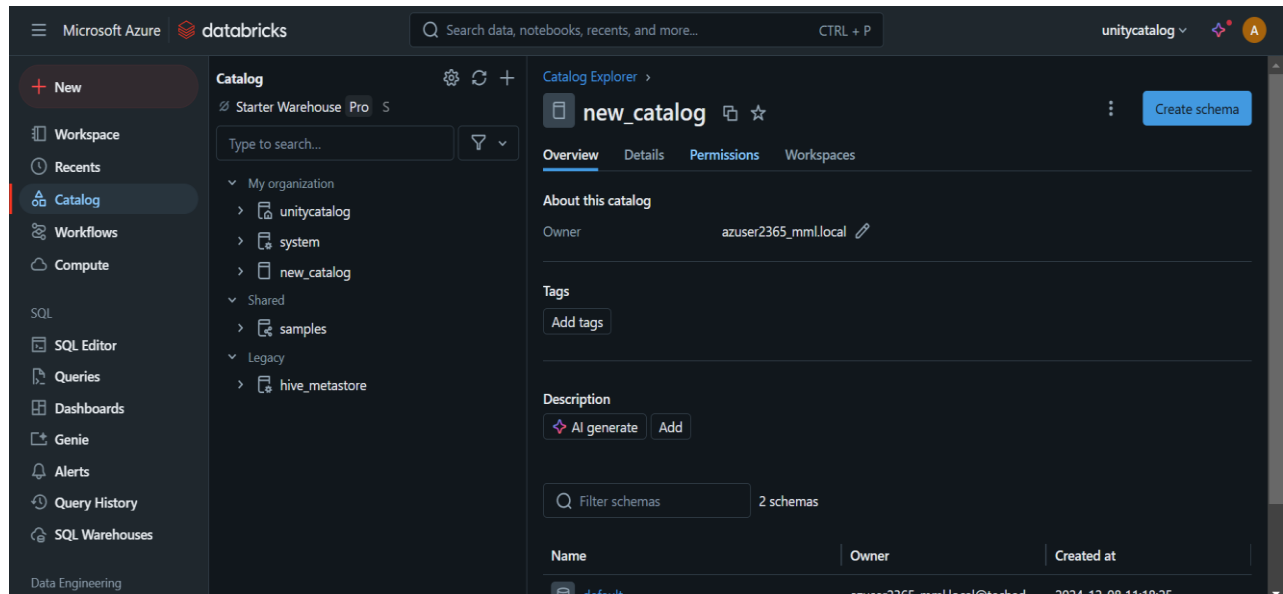 Microsoft Azure databricks
Search data, notebooks, recents, and more... CTRL + P
unitycatalog
A
New
Workspace
Recents
Catalog
Workflows
Compute
SQL
SQL Editor
Queries
Dashboards
Genie
Alerts
Query History
SQL Warehouses
Data Engineering
Catalog
Starter Warehouse Pro S
Type to search...
My organization
unitycatalog
system
new_catalog
Shared
samples
Legacy
hive_metastore
Catalog Explorer
new_catalog
Create schema
Overview Details Permissions Workspaces
About this catalog
Owner azuser2365_mml.local
Tags
Add tags
Description
AI generate Add
Filter schemas 2 schemas
Name Owner Created at
default